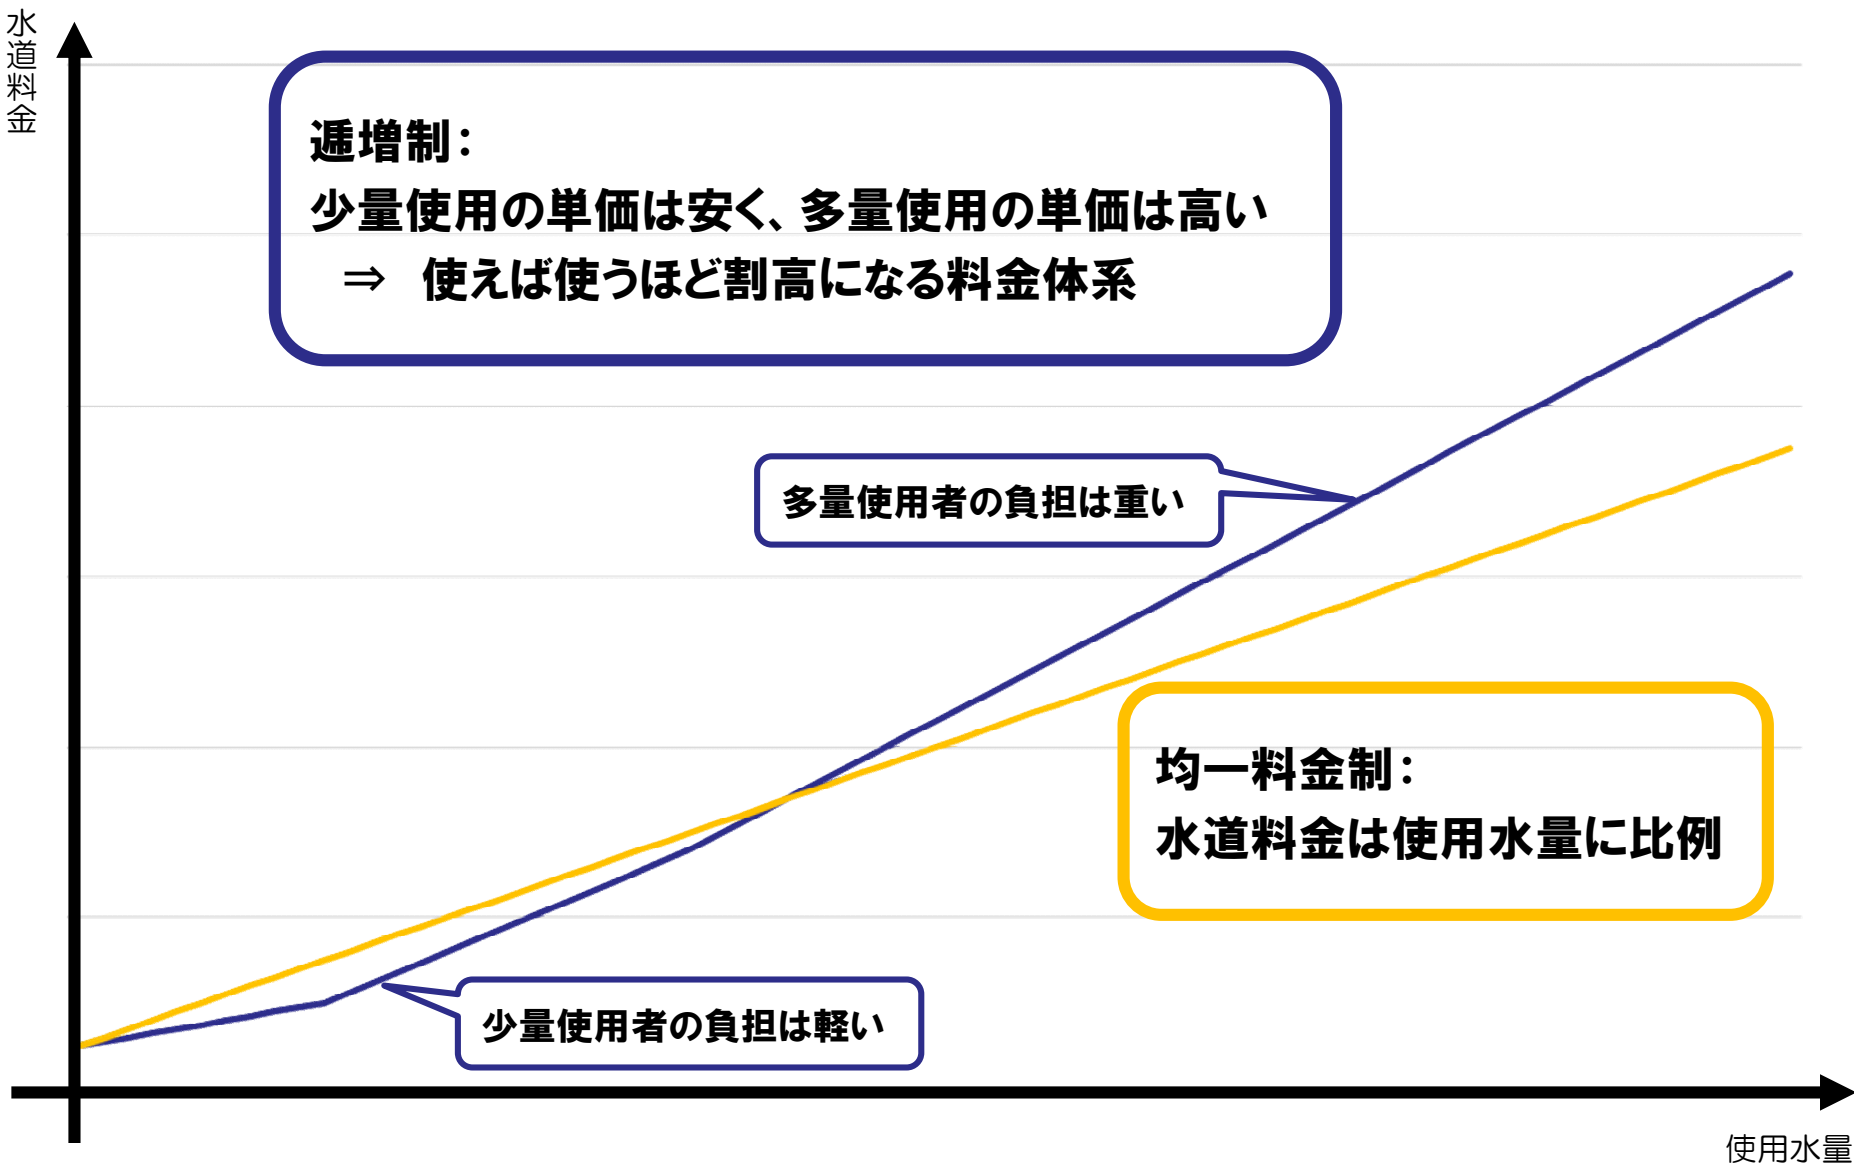 水道料金
逓増制：
少量使用の単価は安く、多量使用の単価は高い
⇒ 使えば使うほど割高になる料金体系
多量使用者の負担は重い
均一料金制：
水道料金は使用水量に比例
少量使用者の負担は軽い
使用水量